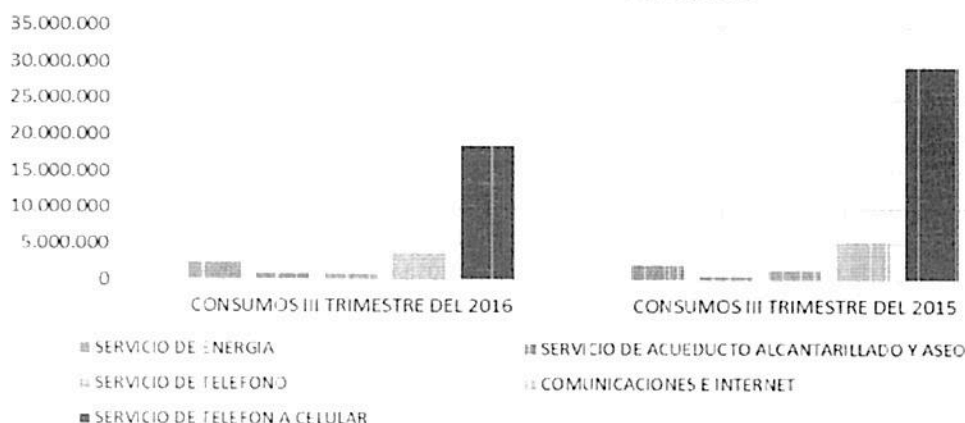 35.000.000
30.000.000
25.000.000
20.000.000
15.000.000
10.000.000
5.000.000
0
CONSUMOS III TRIMESTRE DEL 2016
CONSUMOS III TRIMESTRE DEL 2015
SERVICIO DE ENERGIA
SERVICIO DE ACUEDUCTO ALCANTARILLADO Y ASEO
SERVICIO DE TELEFONO
COMUNICACIONES E INTERNET
SERVICIO DE TELEFON A CELULAR